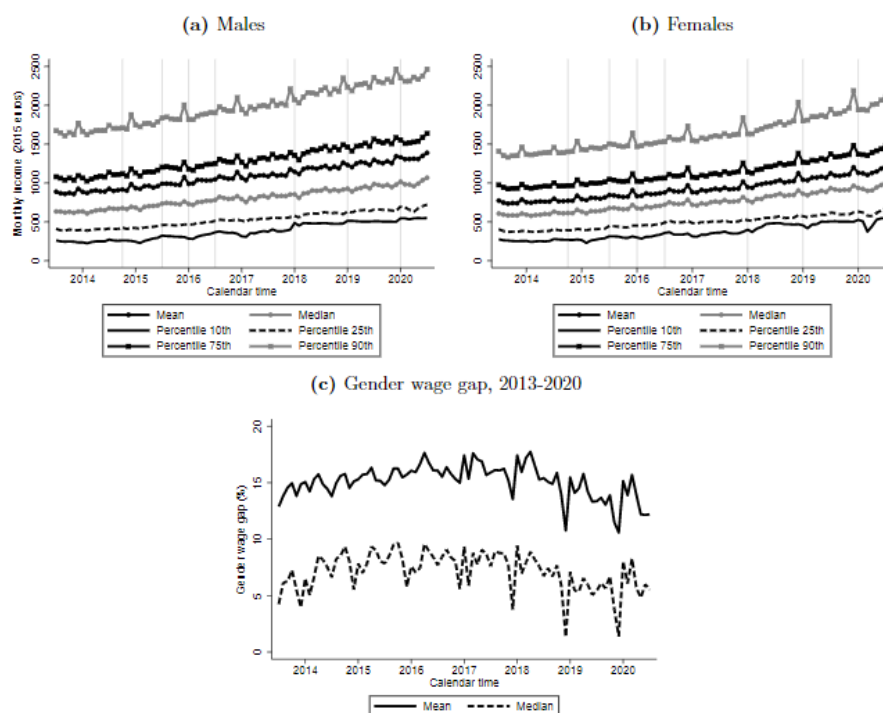 (a) Males
(b) Females
Monthly income (2015 euros)
0
500
1000
1500
2000
2500
2014 2015 2016 2017 2018 2019 2020
Calendar time
Mean Median
Percentile 10th Percentile 25th
Percentile 75th Percentile 90th
0
500
1000
1500
2000
2500
2014 2015 2016 2017 2018 2019 2020
Calendar time
Mean Median
Percentile 10th Percentile 25th
Percentile 75th Percentile 90th
(c) Gender wage gap, 2013-2020
Gender wage gap (%)
20
15
10
5
0
2014 2015 2016 2017 2018 2019 2020
Calendar time
Mean Median